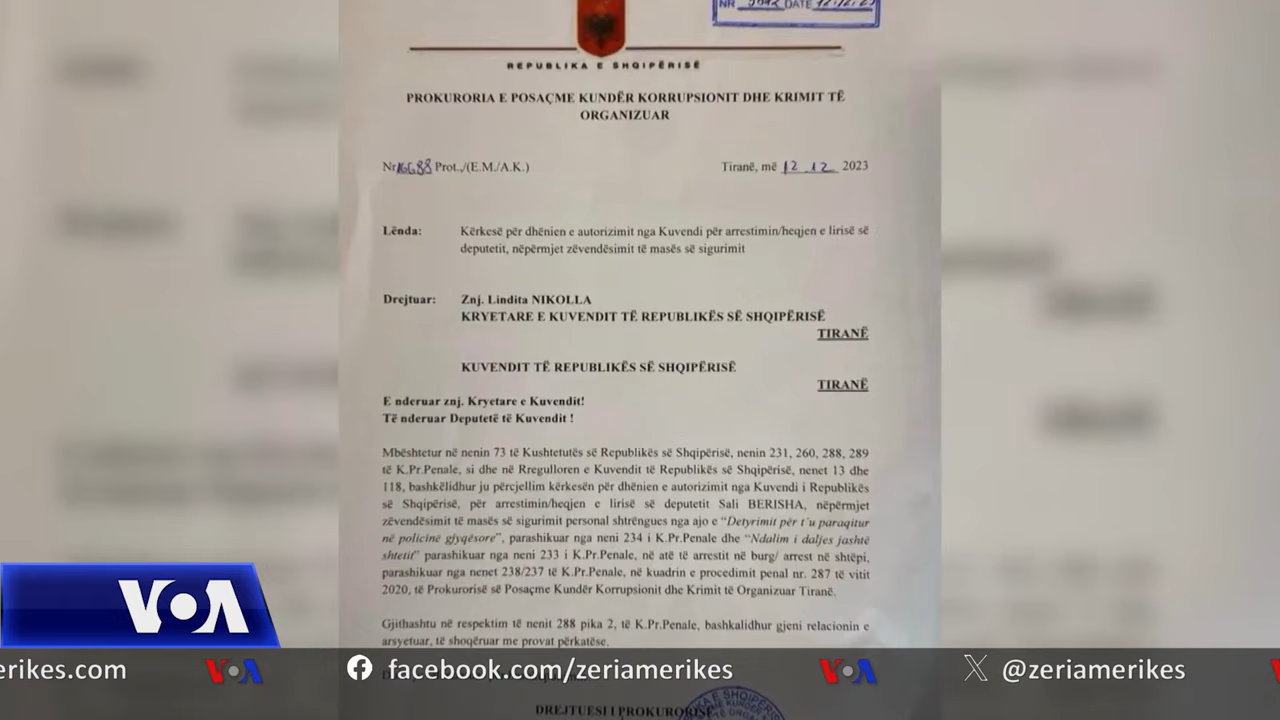 NR DATE 12.12.23
REPUBLIKA E SHQIPËRISË
PROKURORIA E POSAÇME KUNDËR KORRUPSIONIT DHE KRIMIT TË
ORGANIZUAR
Nr 16688 Prot./(E.M./A.K.)
Tiranë, më 12.12 2023
Lënda: Kërkesë për dhënien e autorizimit nga Kuvendi për arrestimin/heqjen e lirisë së
deputetit, nëpërmjet zëvendësimit të masës së sigurimit
Drejtuar: Znj. Lindita NIKOLLA
KRYETARE E KUVENDIT TË REPUBLIKËS SË SHQIPËRISË
TIRANË
KUVENDIT TË REPUBLIKËS SË SHQIPËRISË
TIRANË
E nderuar znj. Kryetare e Kuvendit!
Të nderuar Deputetë të Kuvendit !
Mbështetur në nenin 73 të Kushtetutës së Republikës së Shqipërisë, nenin 231, 260, 288, 289
të K.Pr.Penale, si dhe në Rregulloren e Kuvendit të Republikës së Shqipërisë, nenet 13 dhe
118, bashkëlidhur ju përcjellim kërkesën për dhënien e autorizimit nga Kuvendi i Republikës
së Shqipërisë, për arrestimin/heqjen e lirisë së deputetit Sali BERISHA, nëpërmjet
zëvendësimit të masës së sigurimit personal shtrëngues nga ajo e "Detyrimit për t'u paraqitur
në policinë gjyqësore", parashikuar nga neni 234 i K.Pr.Penale dhe "Ndalim i daljes jashtë
shtetit" parashikuar nga neni 233 i K.Pr.Penale, në atë të arrestit në burg/ arrest në shtëpi,
parashikuar nga nenet 238/237 të K.Pr.Penale, në kuadrin e procedimit penal nr. 287 të vitit
2020, të Prokurorisë së Posaçme Kundër Korrupsionit dhe Krimit të Organizuar Tiranë.
Gjithashtu në respektim të nenit 288 pika 2, të K.Pr.Penale, bashkalidhur gjeni relacionin e
arsyetuar, të shoqëruar me provat përkatëse.
VOA
erikes.com VOA facebook.com/zeriamerikes VOA @zeriamerikes
DREJTUESI I PROKURORISË